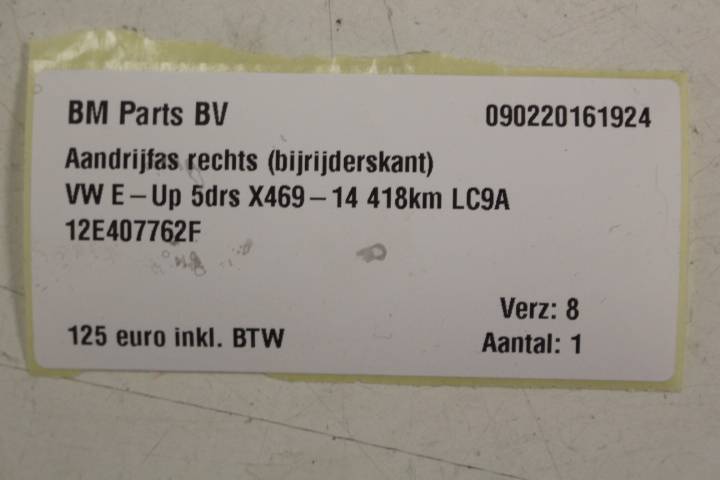 BM Parts BV 090220161924
Aandrijfas rechts (bijrijderskant)
VW E-Up 5drs X469-14 418km LC9A
12E407762F
Verz: 8
125 euro inkl. BTW Aantal: 1